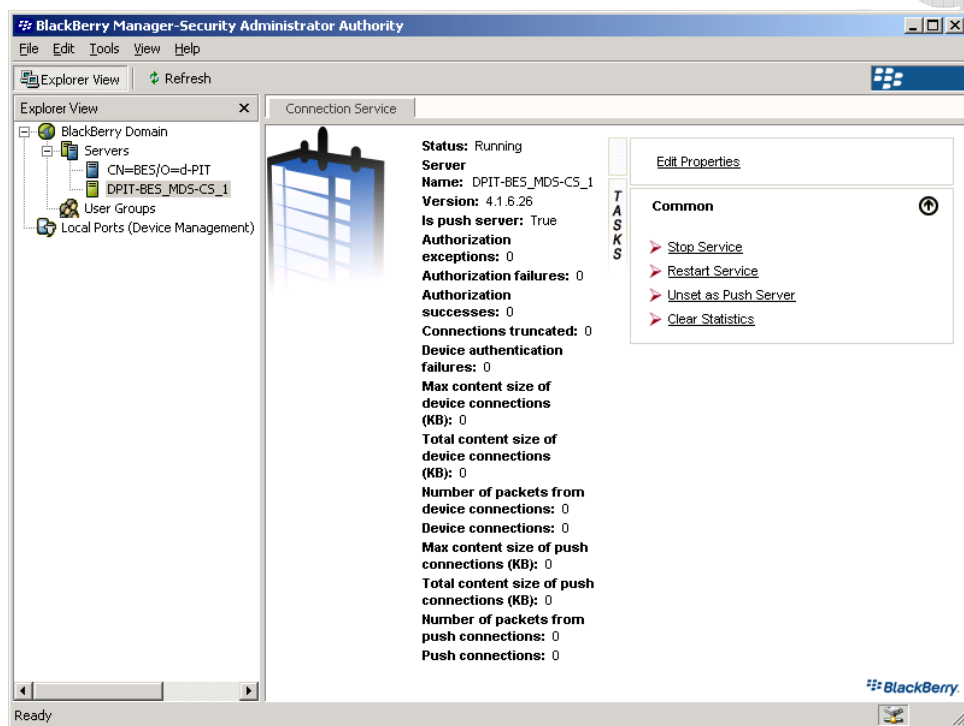 BlackBerry Manager-Security Administrator Authority
File Edit Tools View Help
Explorer View Refresh
Explorer View
BlackBerry Domain
Servers
CN=BES/O=d-PIT
DPIT-BES_MDS-CS_1
User Groups
Local Ports (Device Management)
Connection Service
Status: Running
Server
Name: DPIT-BES_MDS-CS_1
Version: 4.1.6.26
Is push server: True
Authorization
exceptions: 0
Authorization failures: 0
Authorization
successes: 0
Connections truncated: 0
Device authentication
failures: 0
Max content size of
device connections
(KB): 0
Total content size of
device connections
(KB): 0
Number of packets from
device connections: 0
Device connections: 0
Max content size of push
connections (KB): 0
Total content size of push
connections (KB): 0
Number of packets from
push connections: 0
Push connections: 0
TASKS
Edit Properties
Common
Stop Service
Restart Service
Unset as Push Server
Clear Statistics
BlackBerry.
Ready